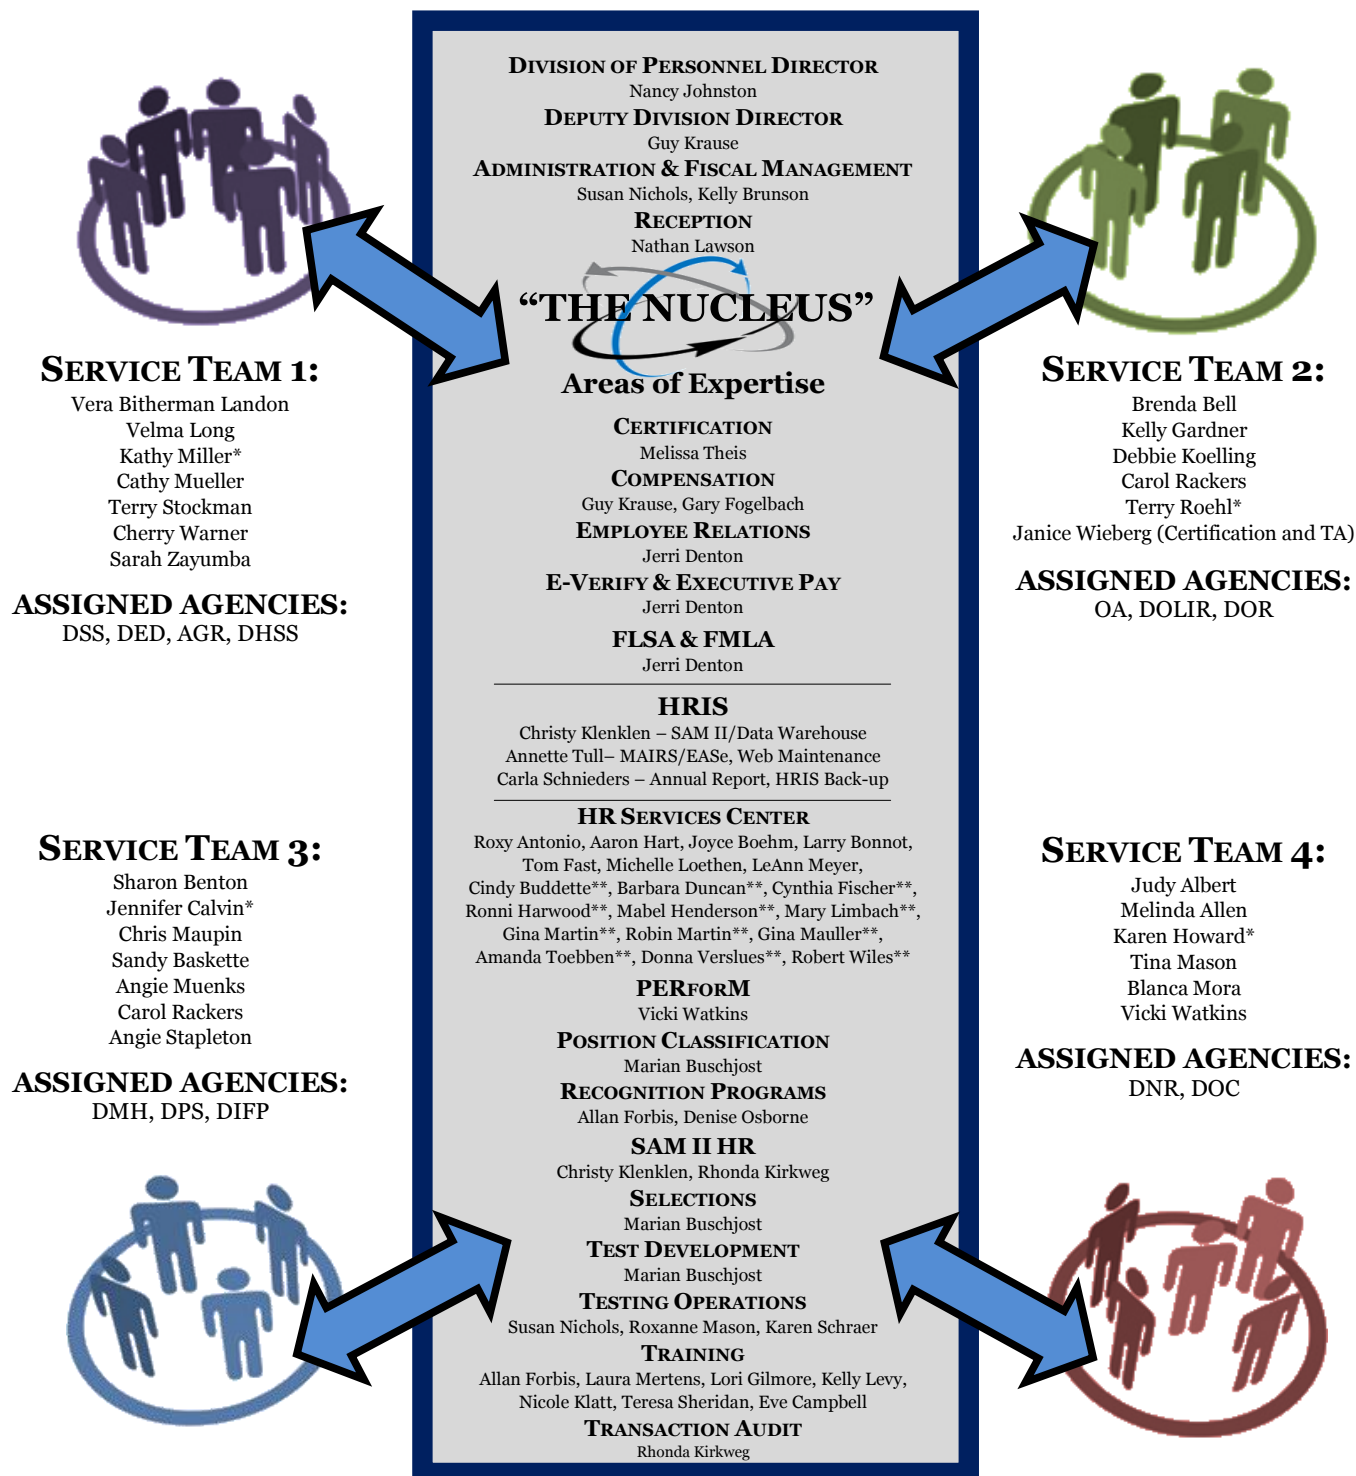 DIVISION OF PERSONNEL DIRECTOR
Nancy Johnston
DEPUTY DIVISION DIRECTOR
Guy Krause
ADMINISTRATION & FISCAL MANAGEMENT
Susan Nichols, Kelly Brunson
RECEPTION
Nathan Lawson
“THE NUCLEUS”
Areas of Expertise
CERTIFICATION
Melissa Theis
COMPENSATION
Guy Krause, Gary Fogelbach
EMPLOYEE RELATIONS
Jerri Denton
E-VERIFY & EXECUTIVE PAY
Jerri Denton
FLSA & FMLA
Jerri Denton
HRIS
Christy Klenklen – SAM II/Data Warehouse
Annette Tull– MAIRS/EASe, Web Maintenance
Carla Schnieders – Annual Report, HRIS Back-up
HR SERVICES CENTER
Roxy Antonio, Aaron Hart, Joyce Boehm, Larry Bonnot,
Tom Fast, Michelle Loethen, LeAnn Meyer,
Cindy Buddette**, Barbara Duncan**, Cynthia Fischer**,
Ronni Harwood**, Mabel Henderson**, Mary Limbach**,
Gina Martin**, Robin Martin**, Gina Mauller**,
Amanda Toebben**, Donna Verslues**, Robert Wiles**
PERFORM
Vicki Watkins
POSITION CLASSIFICATION
Marian Buschjost
RECOGNITION PROGRAMS
Allan Forbis, Denise Osborne
SAM II HR
Christy Klenklen, Rhonda Kirkweg
SELECTIONS
Marian Buschjost
TEST DEVELOPMENT
Marian Buschjost
TESTING OPERATIONS
Susan Nichols, Roxanne Mason, Karen Schraer
TRAINING
Allan Forbis, Laura Mertens, Lori Gilmore, Kelly Levy,
Nicole Klatt, Teresa Sheridan, Eve Campbell
TRANSACTION AUDIT
Rhonda Kirkweg
SERVICE TEAM 1:
Vera Bitherman Landon
Velma Long
Kathy Miller*
Cathy Mueller
Terry Stockman
Cherry Warner
Sarah Zayumba
ASSIGNED AGENCIES:
DSS, DED, AGR, DHSS
SERVICE TEAM 2:
Brenda Bell
Kelly Gardner
Debbie Koelling
Carol Rackers
Terry Roehl*
Janice Wieberg (Certification and TA)
ASSIGNED AGENCIES:
OA, DOLIR, DOR
SERVICE TEAM 3:
Sharon Benton
Jennifer Calvin*
Chris Maupin
Sandy Baskette
Angie Muenks
Carol Rackers
Angie Stapleton
ASSIGNED AGENCIES:
DMH, DPS, DIFP
SERVICE TEAM 4:
Judy Albert
Melinda Allen
Karen Howard*
Tina Mason
Blanca Mora
Vicki Watkins
ASSIGNED AGENCIES:
DNR, DOC